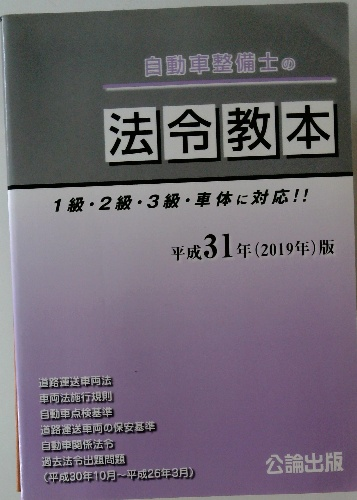 自動車整備士の
法令教本
1級・2級・3級・車体に対応!!
平成31年(2019年)版
道路運送車両法
車両法施行規則
自動車点検基準
道路運送車両の保安基準
自動車関係法令
過去法令出題問題
(平成30年10月～平成26年3月)
公論出版